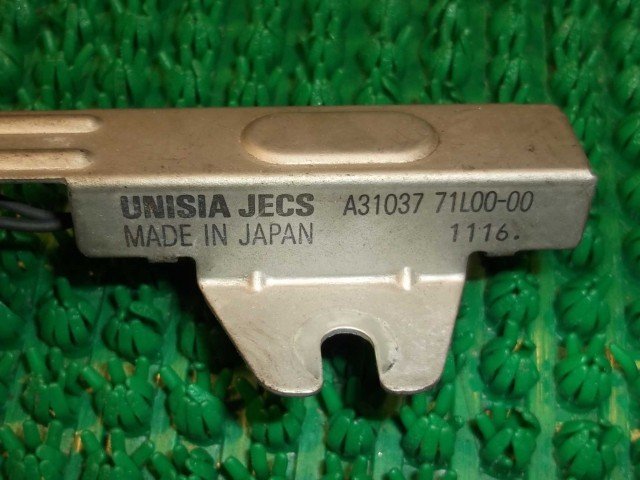 UNISIA JECS A31037 71L00-00
MADE IN JAPAN 1116.